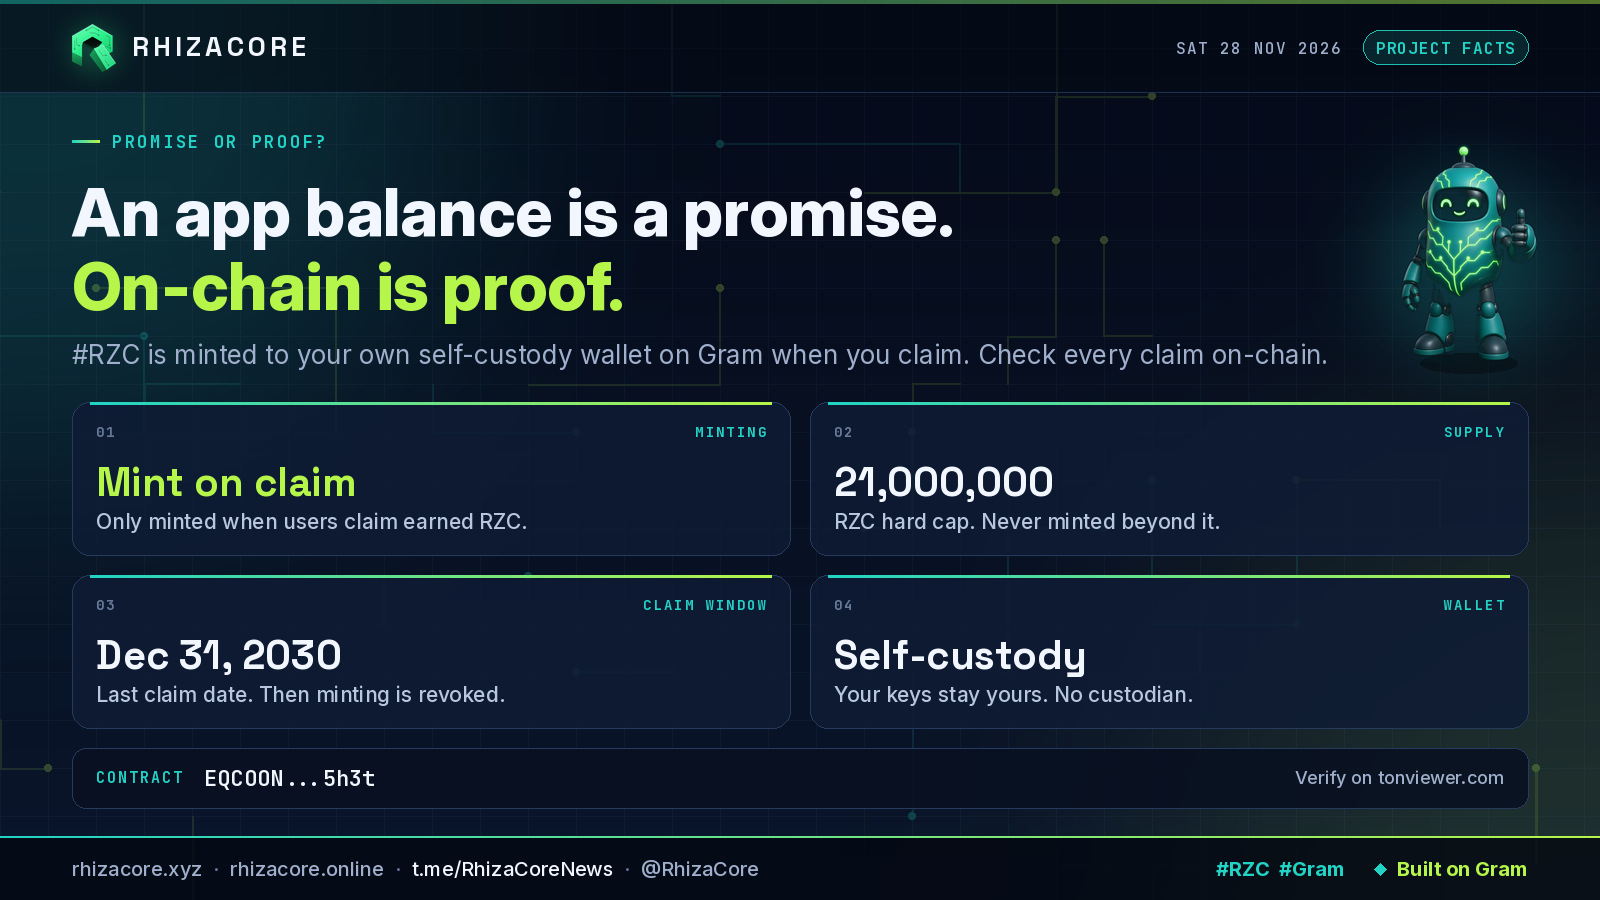 RHIZACORE
SAT 28 NOV 2026
PROJECT FACTS
PROMISE OR PROOF?
An app balance is a promise.
On-chain is proof.
#RZC is minted to your own self-custody wallet on Gram when you claim. Check every claim on-chain.
01
MINTING
Mint on claim
Only minted when users claim earned RZC.
02
SUPPLY
21,000,000
RZC hard cap. Never minted beyond it.
03
CLAIM WINDOW
Dec 31, 2030
Last claim date. Then minting is revoked.
04
WALLET
Self-custody
Your keys stay yours. No custodian.
CONTRACT EQCOON...5h3t
Verify on tonviewer.com
rhizacore.xyz · rhizacore.online · t.me/RhizaCoreNews · @RhizaCore
#RZC #Gram ◆ Built on Gram